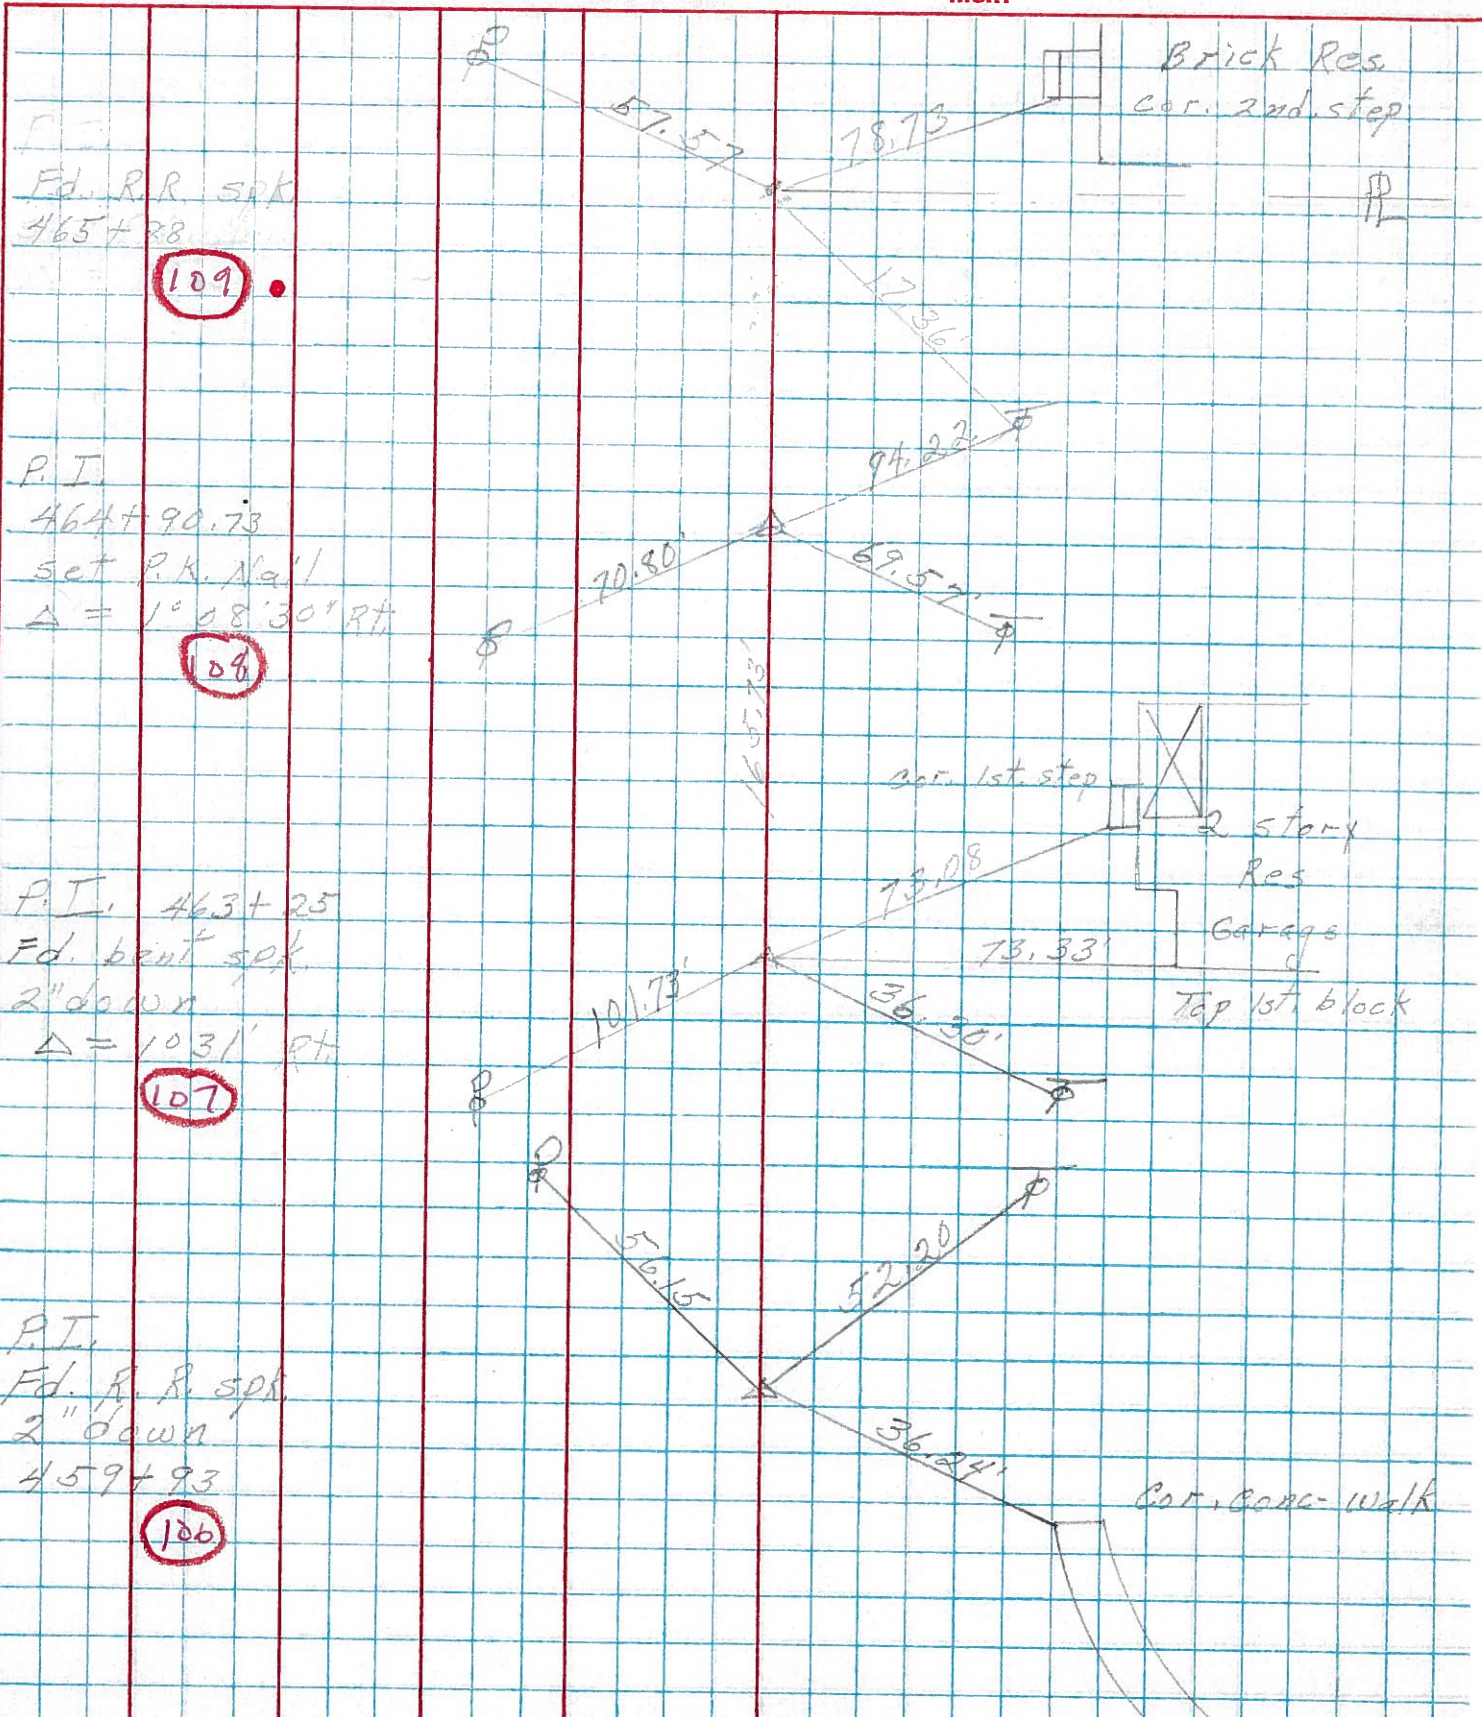 Brick Res.
cor. 2nd. step
57.57
78.73
Fd. R.R. spk.
PL
465+28
109
17.36'
94.22
P.I.
464+90.73
set P.K. Nail
Δ = 1°08'30" Rt.
108
70.80'
69.57'
165.73'
cor. 1st. step
2 story
Res
Garage
73.08
73.33'
Top 1st. block
P.I. 463+25
Fd. bent spk.
2" down
Δ = 1°31' Rt.
107
101.73'
36.30'
56.15
52.20
P.I.
Fd. R.R. spk.
2" down
459+93
106
36.24'
Cor. conc. walk